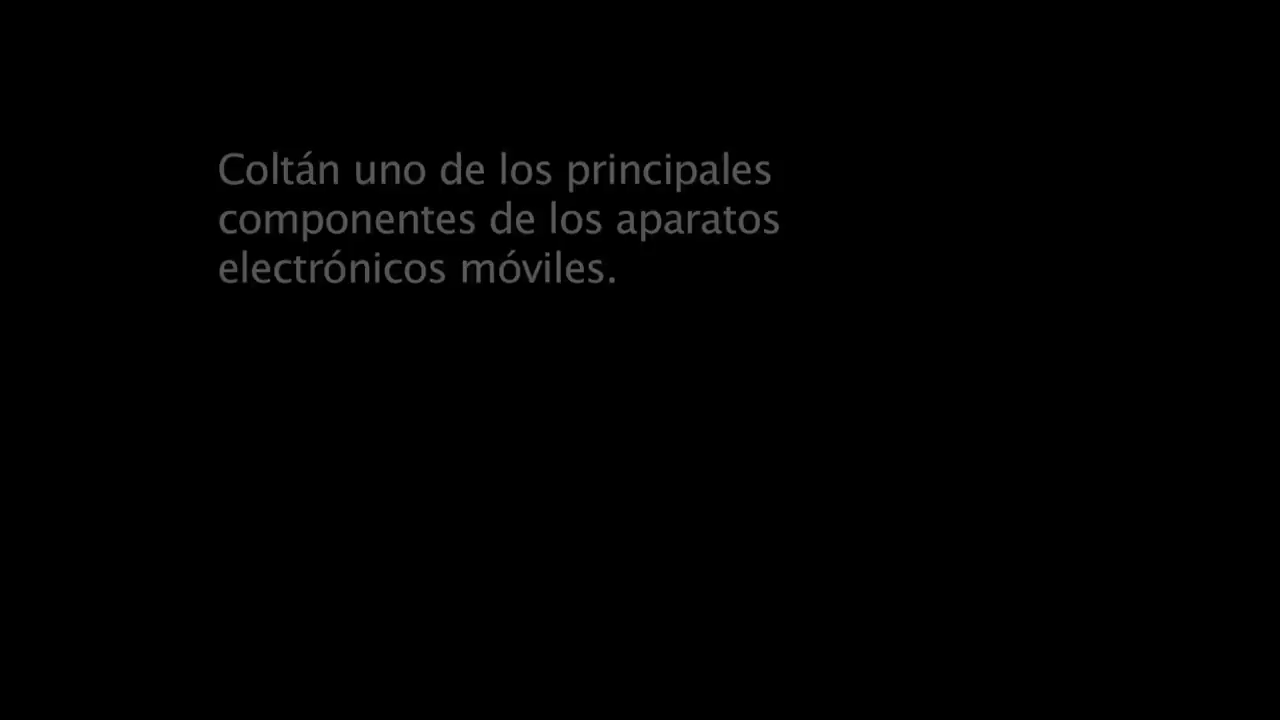 Coltán uno de los principales
componentes de los aparatos
electrónicos móviles.